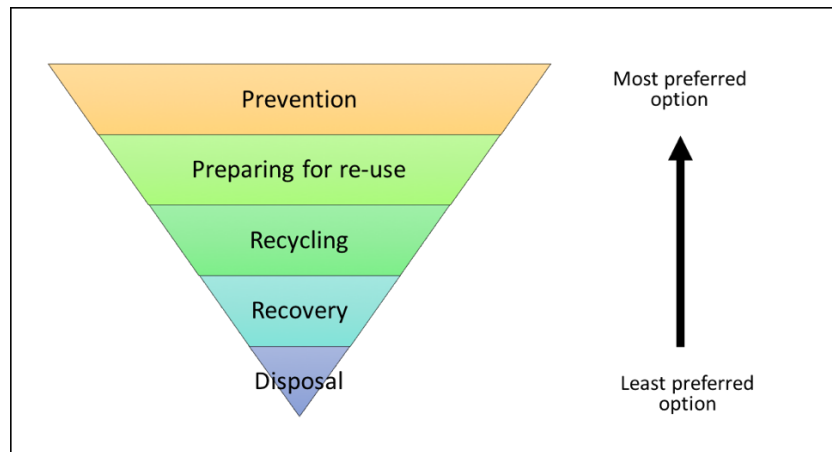 Prevention
Most preferred
option
Preparing for re-use
Recycling
Recovery
Disposal
Least preferred
option